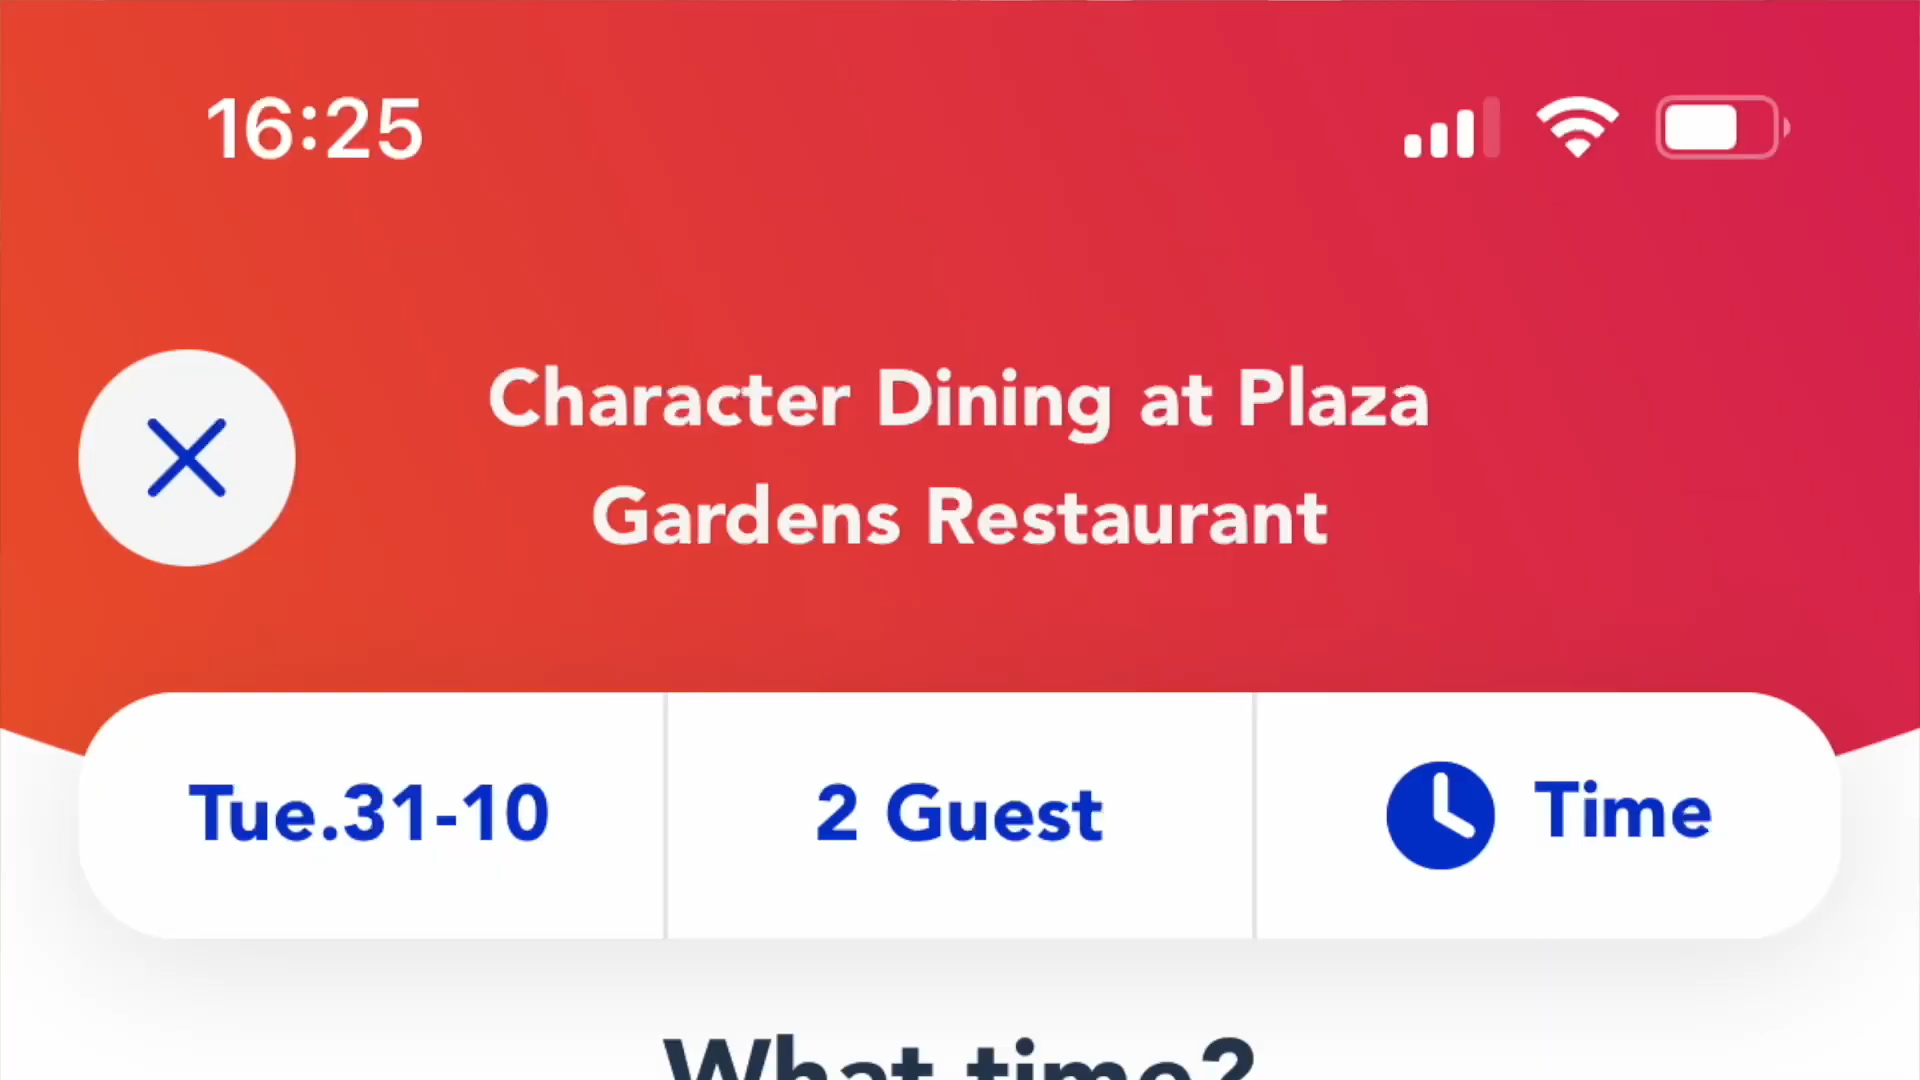 16:25
Character Dining at Plaza
Gardens Restaurant
Tue.31-10
2 Guest
Time
What time?